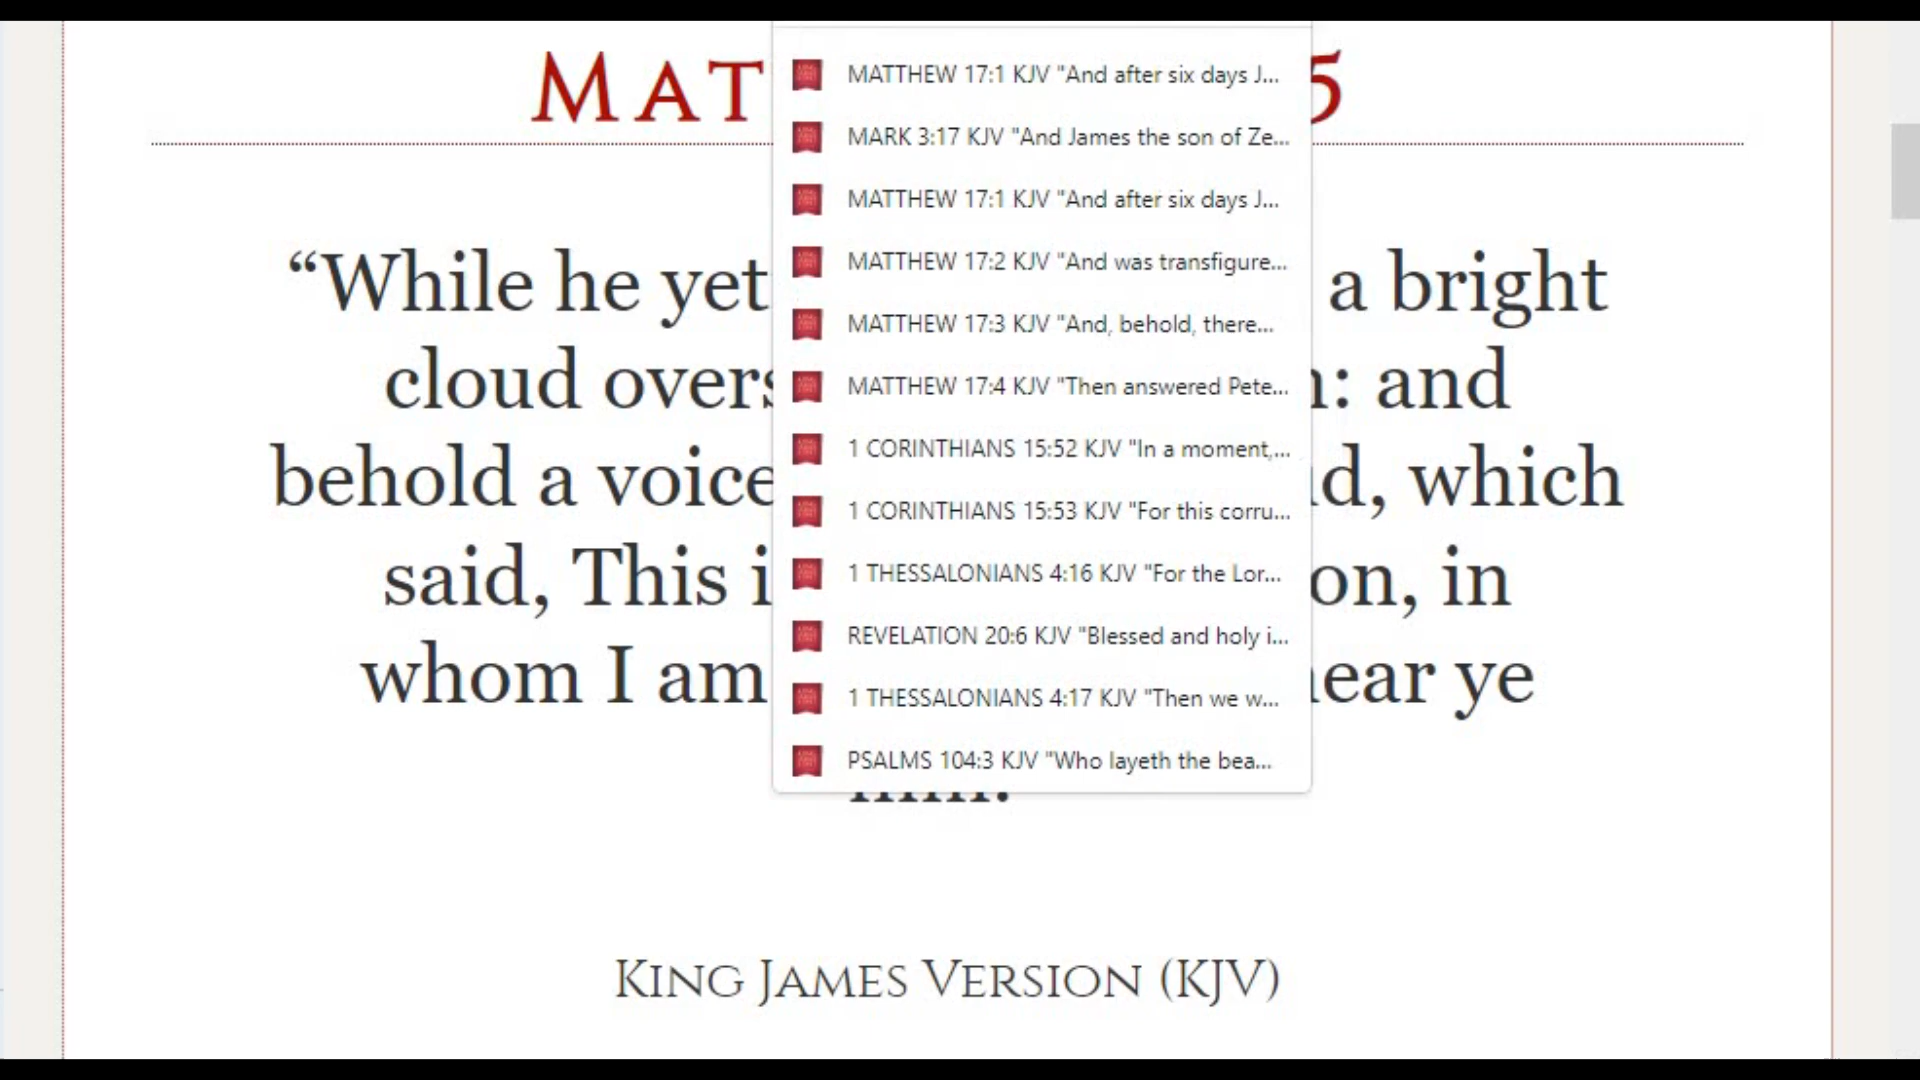 MAT 5
MATTHEW 17:1 KJV "And after six days J...
MARK 3:17 KJV "And James the son of Ze...
MATTHEW 17:1 KJV "And after six days J...
MATTHEW 17:2 KJV "And was transfigure...
MATTHEW 17:3 KJV "And, behold, there...
MATTHEW 17:4 KJV "Then answered Pete...
1 CORINTHIANS 15:52 KJV "In a moment,...
1 CORINTHIANS 15:53 KJV "For this corru...
1 THESSALONIANS 4:16 KJV "For the Lor...
REVELATION 20:6 KJV "Blessed and holy i...
1 THESSALONIANS 4:17 KJV "Then we w...
PSALMS 104:3 KJV "Who layeth the bea...
“While he yet a bright
cloud overs : and
behold a voice d, which
said, This i on, in
whom I am ear ye
KING JAMES VERSION (KJV)